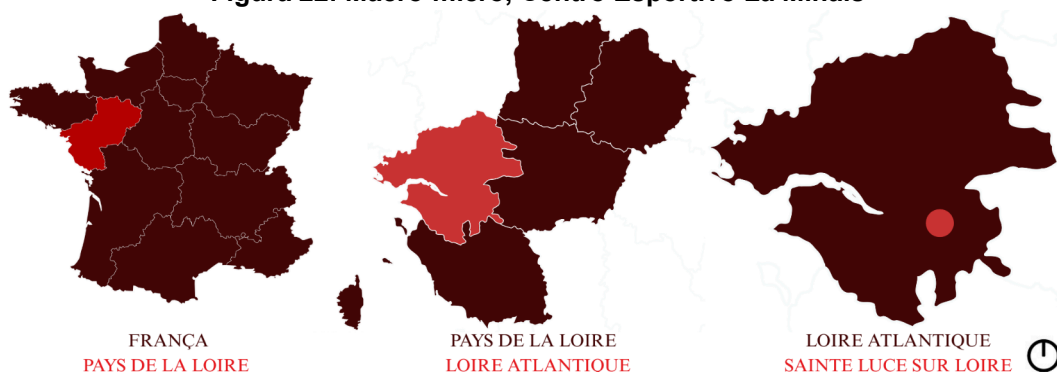 FRANÇA
PAYS DE LA LOIRE
PAYS DE LA LOIRE
LOIRE ATLANTIQUE
LOIRE ATLANTIQUE
SAINTE LUCE SUR LOIRE